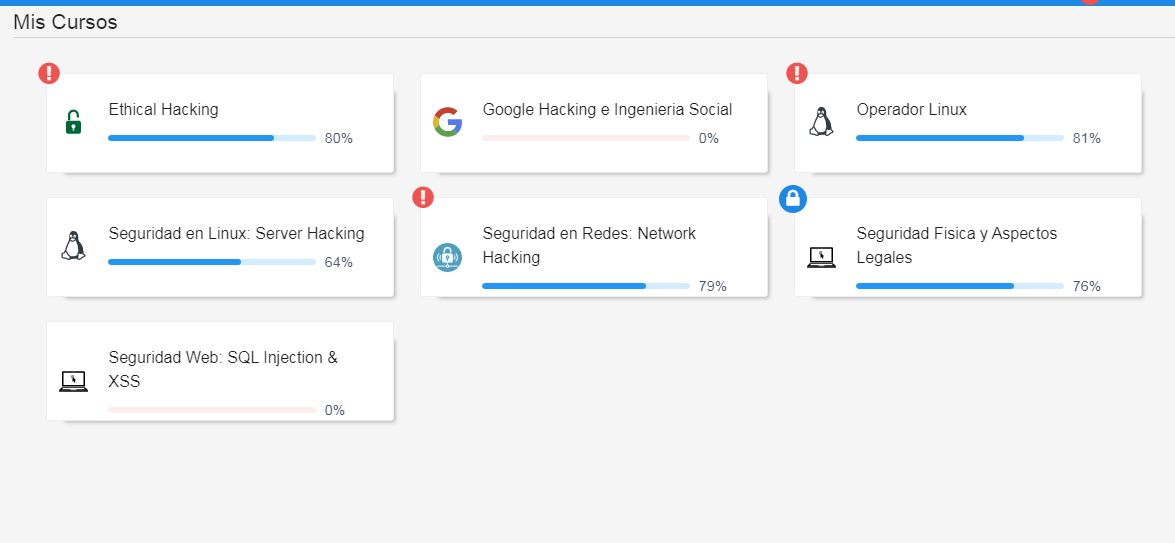 Mis Cursos
Ethical Hacking
80%
Google Hacking e Ingenieria Social
0%
Operador Linux
81%
Seguridad en Linux: Server Hacking
64%
Seguridad en Redes: Network
Hacking
79%
Seguridad Fisica y Aspectos
Legales
76%
Seguridad Web: SQL Injection &
XSS
0%